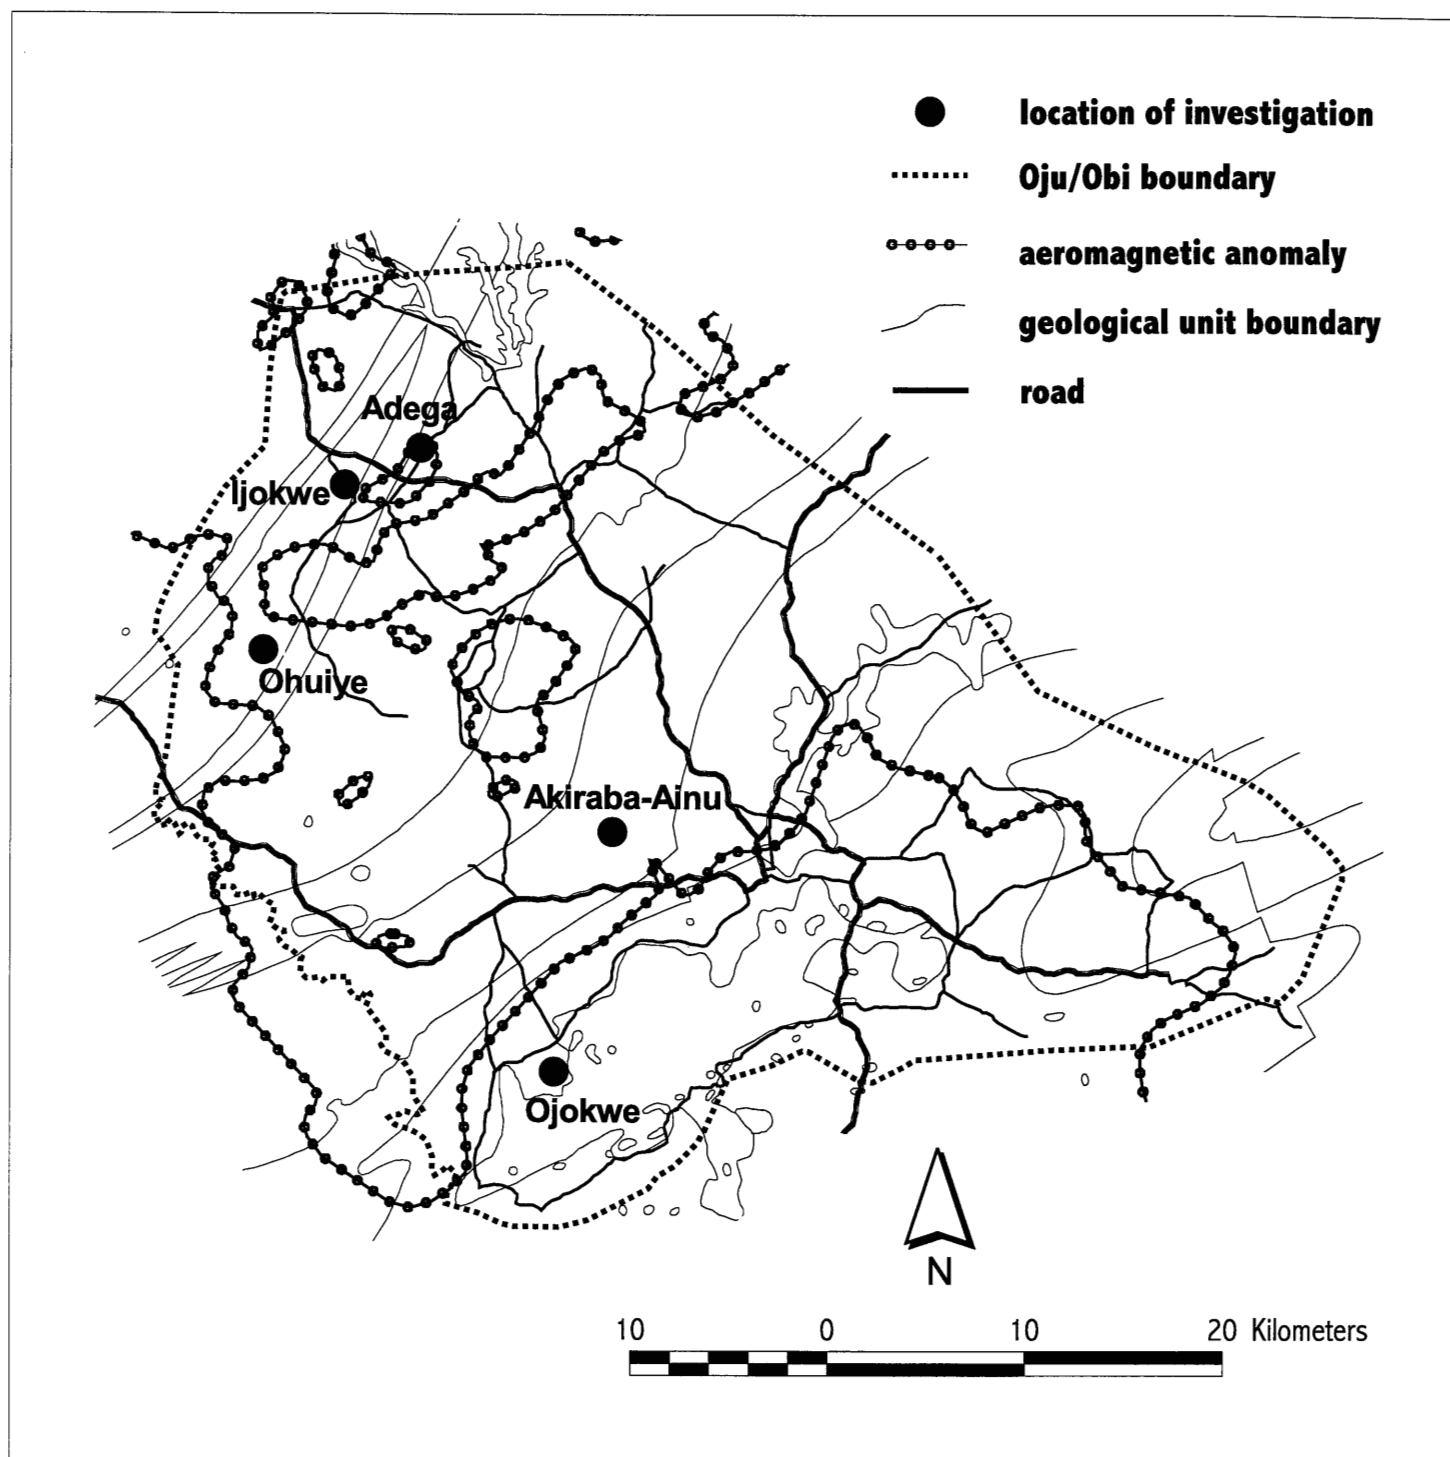 location of investigation
Oju/Obi boundary
aeromagnetic anomaly
geological unit boundary
road
Adega
Ijokwe
Ohuiye
Akiraba-Ainu
Ojokwe
N
10 0 10 20 Kilometers